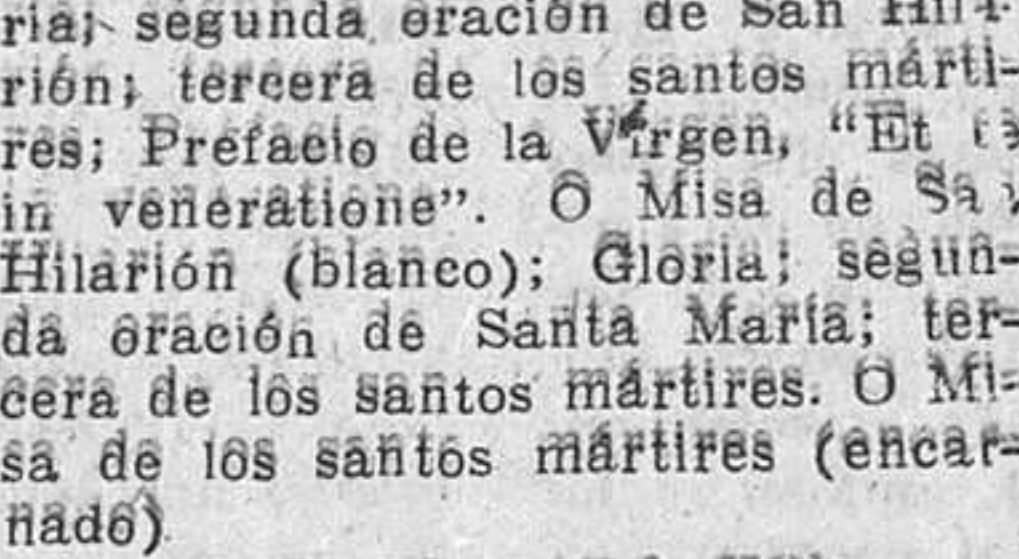 ria; segunda oración de San Hila-
rión; tercera de los santos márti-
res; Prefacio de la Virgen, “Et te
in veneratione”. O Misa de San
Hilarión (blanco); Gloria; segun-
da oración de Santa María; ter-
cera de los santos mártires. O Mi-
sa de los santos mártires (encar-
nado)